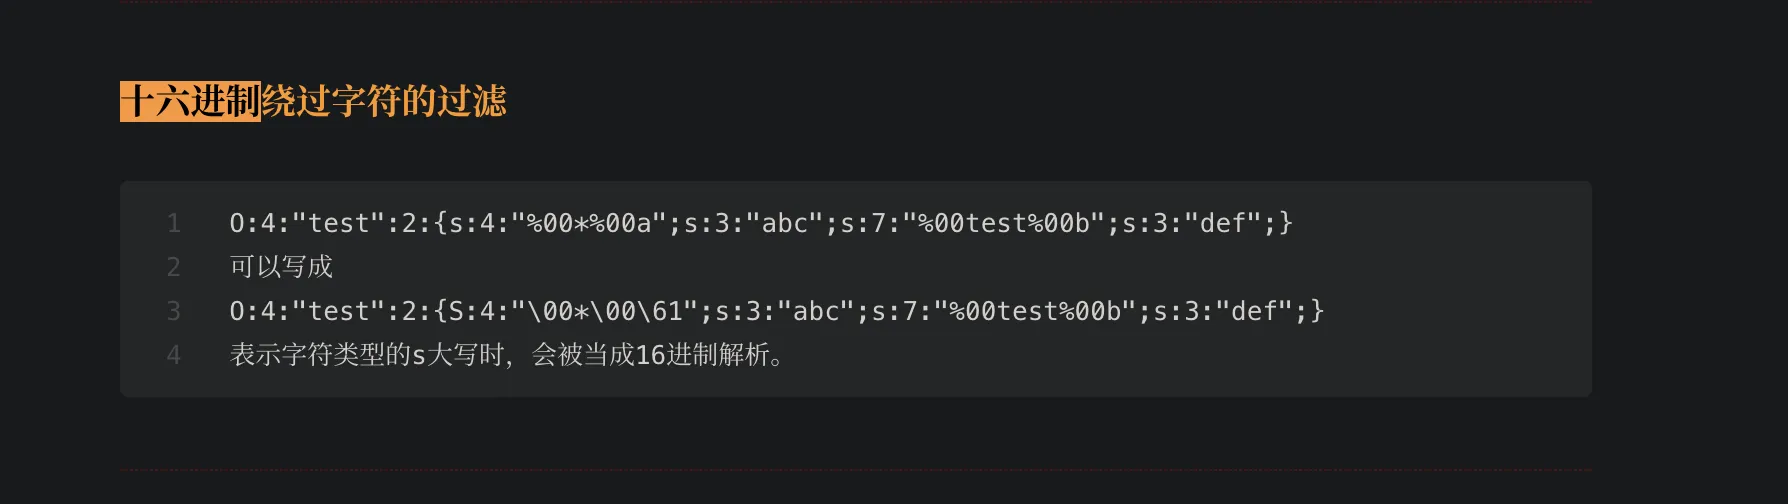 十六进制绕过字符的过滤
1 O:4:"test":2:{s:4:"%00*%00a";s:3:"abc";s:7:"%00test%00b";s:3:"def";}
2 可以写成
3 O:4:"test":2:{S:4:"\00*\00\61";s:3:"abc";s:7:"%00test%00b";s:3:"def";}
4 表示字符类型的s大写时，会被当成16进制解析。